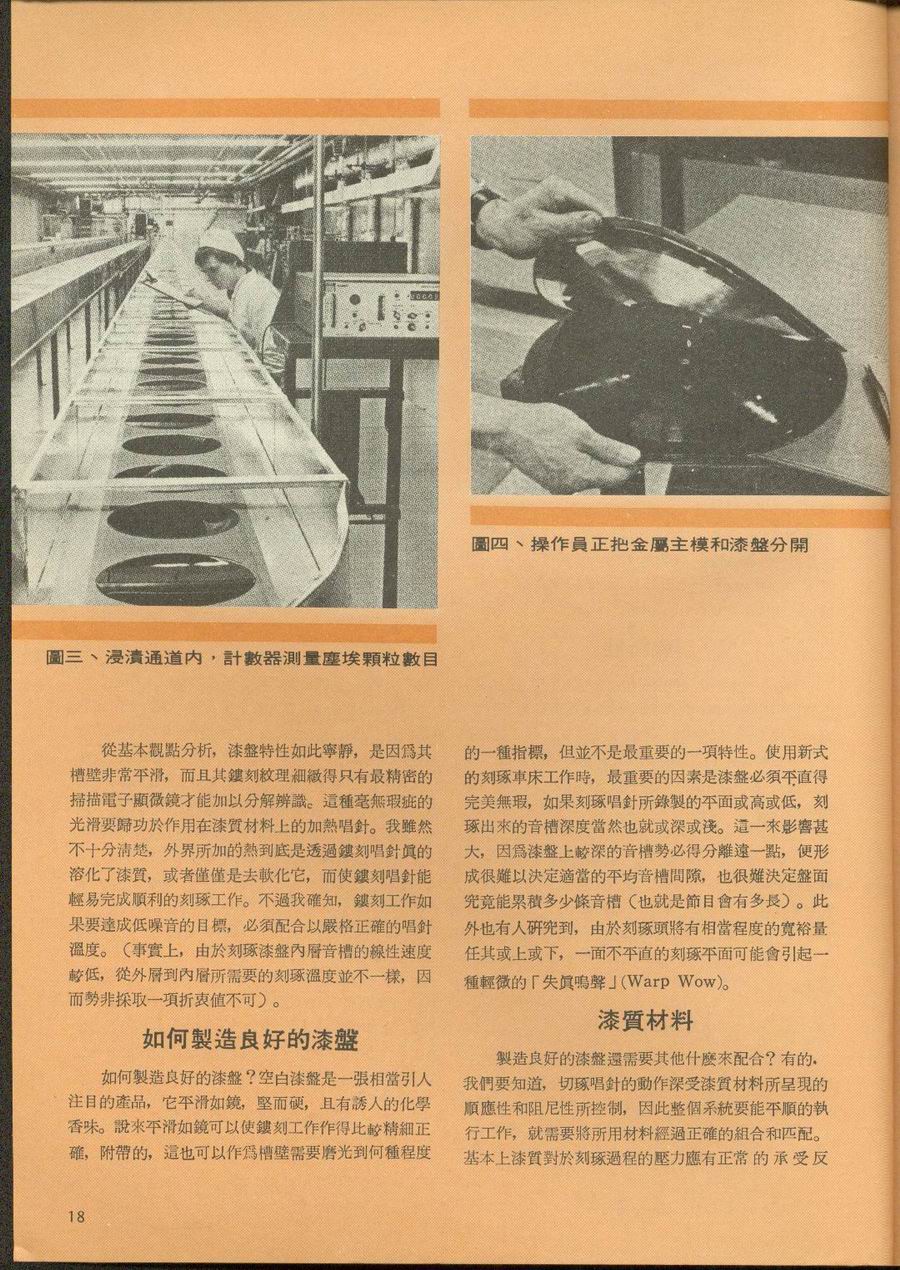 圖三、浸漬通道內，計數器測量塵埃顆粒數目
圖四、操作員正把金屬主模和漆盤分開
從基本觀點分析，漆盤特性如此寧靜，是因爲其
槽壁非常平滑，而且其鏤刻紋理細緻得只有最精密的
掃描電子顯微鏡才能加以分解辨識。這種毫無瑕疵的
光滑要歸功於作用在漆質材料上的加熱唱針。我雖然
不十分清楚，外界所加的熱到底是透過鏤刻唱針眞的
溶化了漆質，或者僅僅是去軟化它，而使鏤刻唱針能
輕易完成順利的刻琢工作。不過我確知，鏤刻工作如
果要達成低噪音的目標，必須配合以嚴格正確的唱針
溫度。（事實上，由於刻琢漆盤內層音槽的線性速度
較低，從外層到內層所需要的刻琢溫度並不一樣，因
而勢非採取一項折衷値不可）。
如何製造良好的漆盤
如何製造良好的漆盤？空白漆盤是一張相當引人
注目的產品，它平滑如鏡，堅而硬，且有誘人的化學
香味。說來平滑如鏡可以使鏤刻工作作得比較精細正
確，附帶的，這也可以作爲槽壁需要磨光到何種程度
的一種指標，但並不是最重要的一項特性。使用新式
的刻琢車床工作時，最重要的因素是漆盤必須平直得
完美無瑕，如果刻琢唱針所錄製的平面或高或低，刻
琢出來的音槽深度當然也就或深或淺。這一來影響甚
大，因爲漆盤上較深的音槽勢必得分離遠一點，便形
成很難以決定適當的平均音槽間隙，也很難決定盤面
究竟能累積多少條音槽（也就是節目會有多長）。此
外也有人研究到，由於刻琢頭將有相當程度的寬裕量
任其或上或下，一面不平直的刻琢平面可能會引起一
種輕微的「失眞鳴聲」(Warp Wow)。
漆質材料
製造良好的漆盤還需要其他什麼來配合？有的，
我們要知道，切琢唱針的動作深受漆質材料所呈現的
順應性和阻尼性所控制，因此整個系統要能平順的執
行工作，就需要將所用材料經過正確的組合和匹配。
基本上漆質對於刻琢過程的壓力應有正常的承受反
18